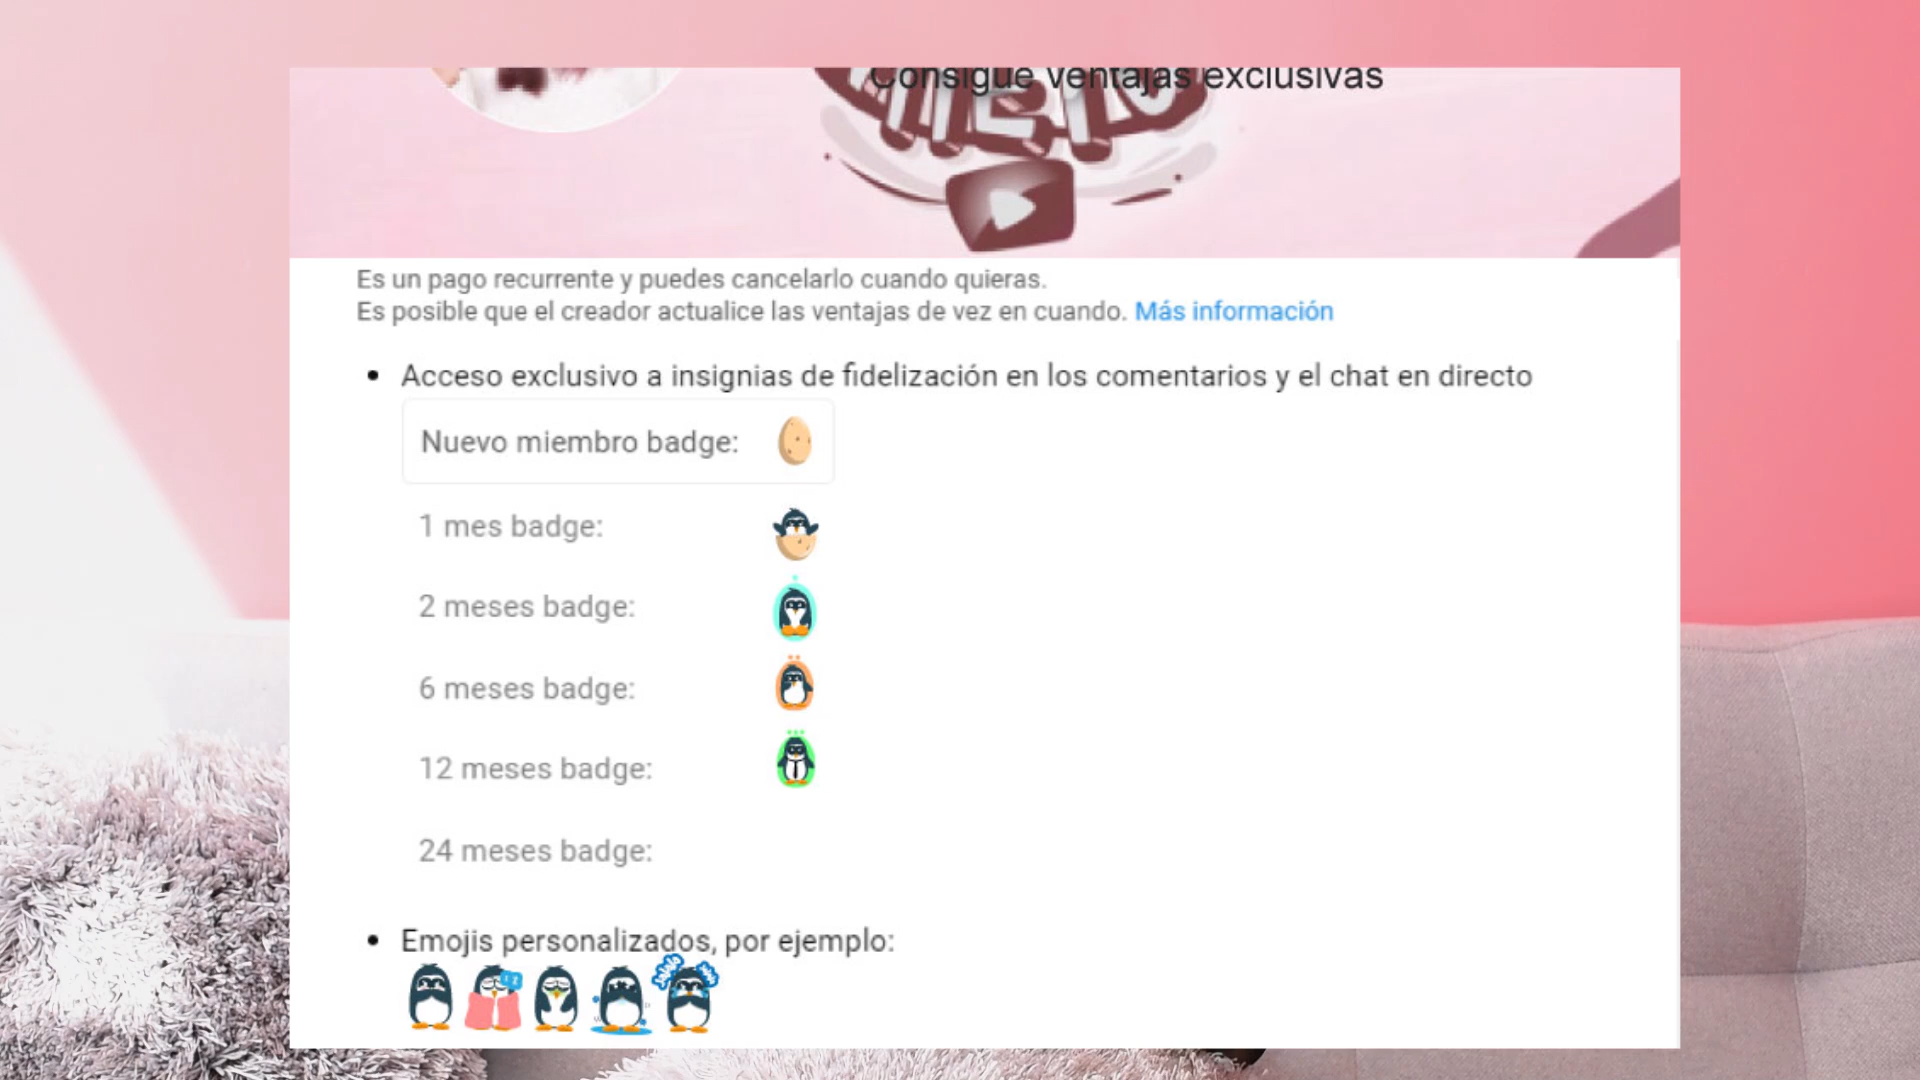 Consigue ventajas exclusivas
Es un pago recurrente y puedes cancelarlo cuando quieras.
Es posible que el creador actualice las ventajas de vez en cuando. Más información
• Acceso exclusivo a insignias de fidelización en los comentarios y el chat en directo
Nuevo miembro badge:
1 mes badge:
2 meses badge:
6 meses badge:
12 meses badge:
24 meses badge:
• Emojis personalizados, por ejemplo: